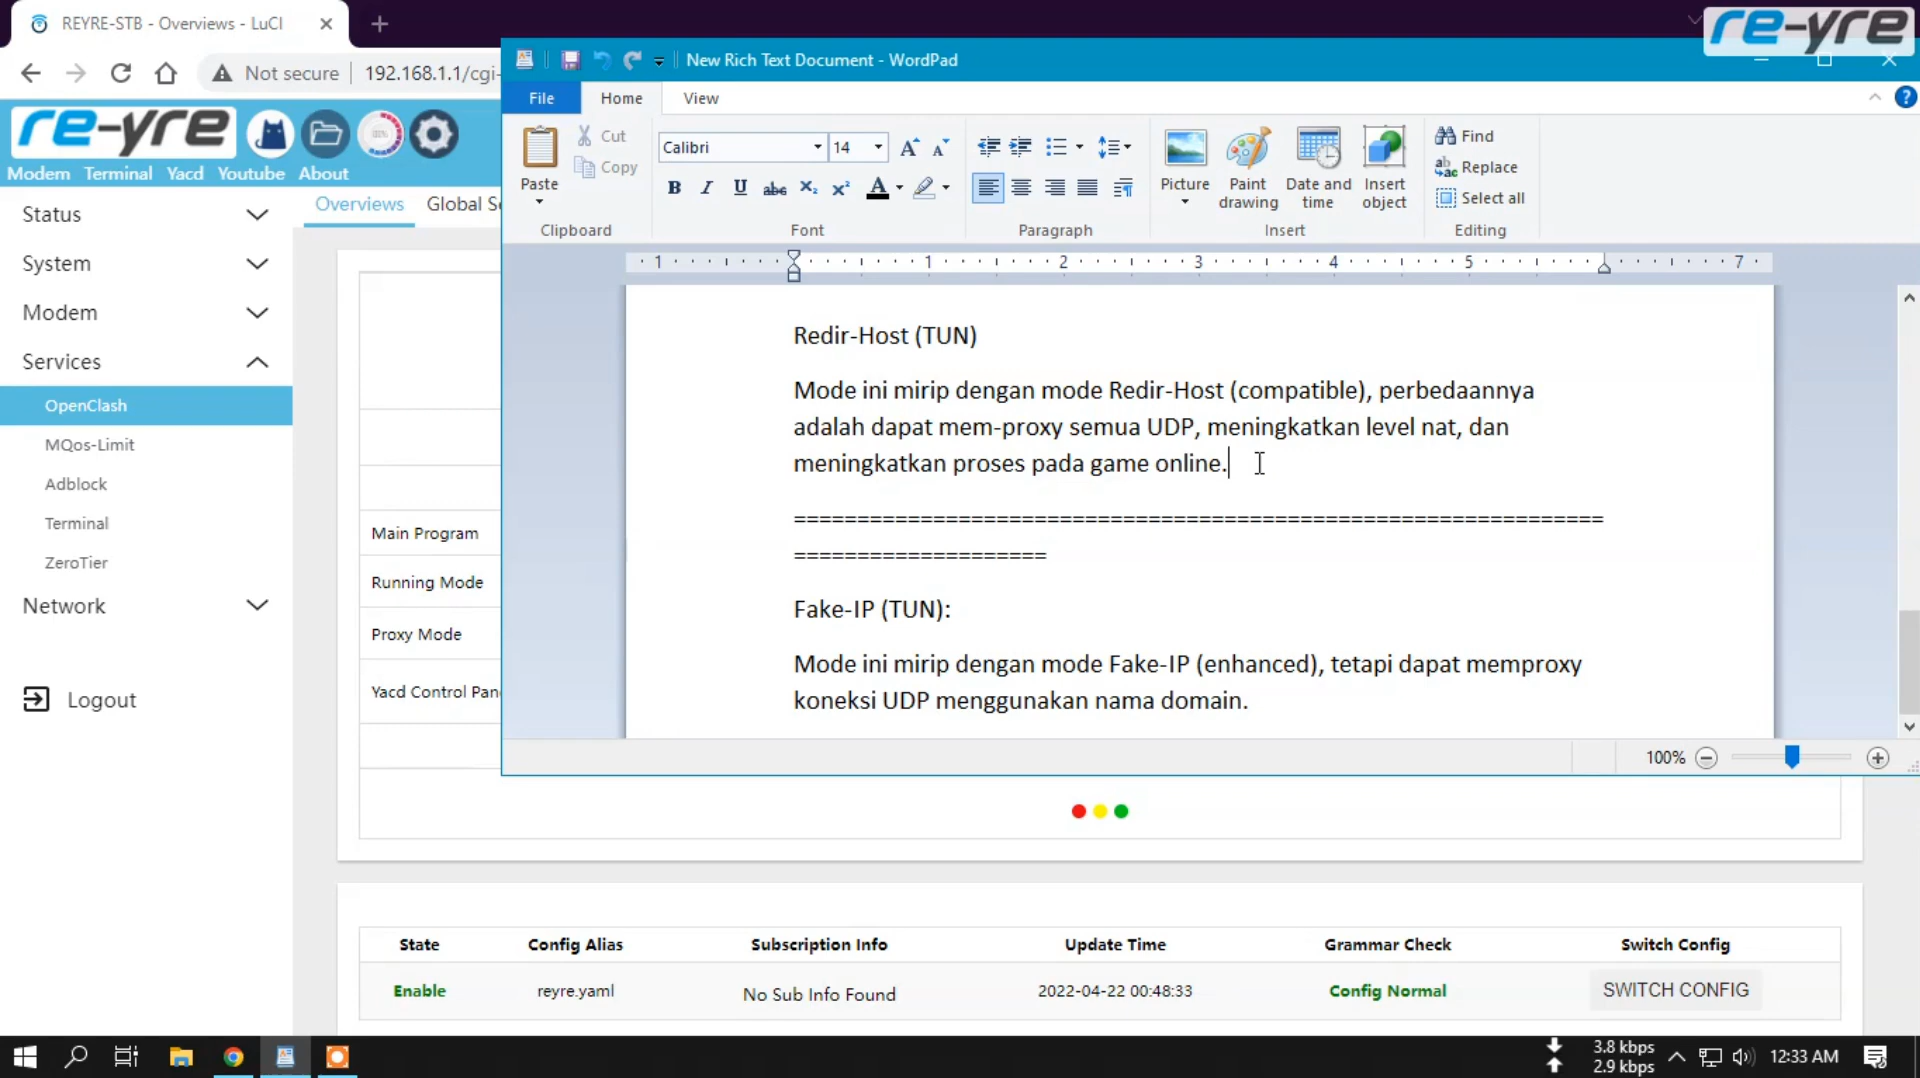 REYRE-STB - Overviews - LuCI
re-yre
Not secure
192.168.1.1/cgi-
New Rich Text Document - WordPad
File
Home
View
Cut
Copy
Paste
Clipboard
Calibri
14
Font
Paragraph
Picture
Paint drawing
Date and time
Insert object
Insert
Find
Replace
Select all
Editing
re-yre
Modem
Terminal
Yacd
Youtube
About
Status
System
Modem
Services
OpenClash
MQos-Limit
Adblock
Terminal
ZeroTier
Network
Logout
Overviews
Global Se
Main Program
Running Mode
Proxy Mode
Yacd Control Pan
1 1 2 3 4 5 7
Redir-Host (TUN)
Mode ini mirip dengan mode Redir-Host (compatible), perbedaannya
adalah dapat mem-proxy semua UDP, meningkatkan level nat, dan
meningkatkan proses pada game online.
================================================================
====================
Fake-IP (TUN):
Mode ini mirip dengan mode Fake-IP (enhanced), tetapi dapat memproxy
koneksi UDP menggunakan nama domain.
100%
State Config Alias Subscription Info Update Time Grammar Check Switch Config
Enable reyre.yaml No Sub Info Found 2022-04-22 00:48:33 Config Normal SWITCH CONFIG
3.8 kbps
2.9 kbps
12:33 AM